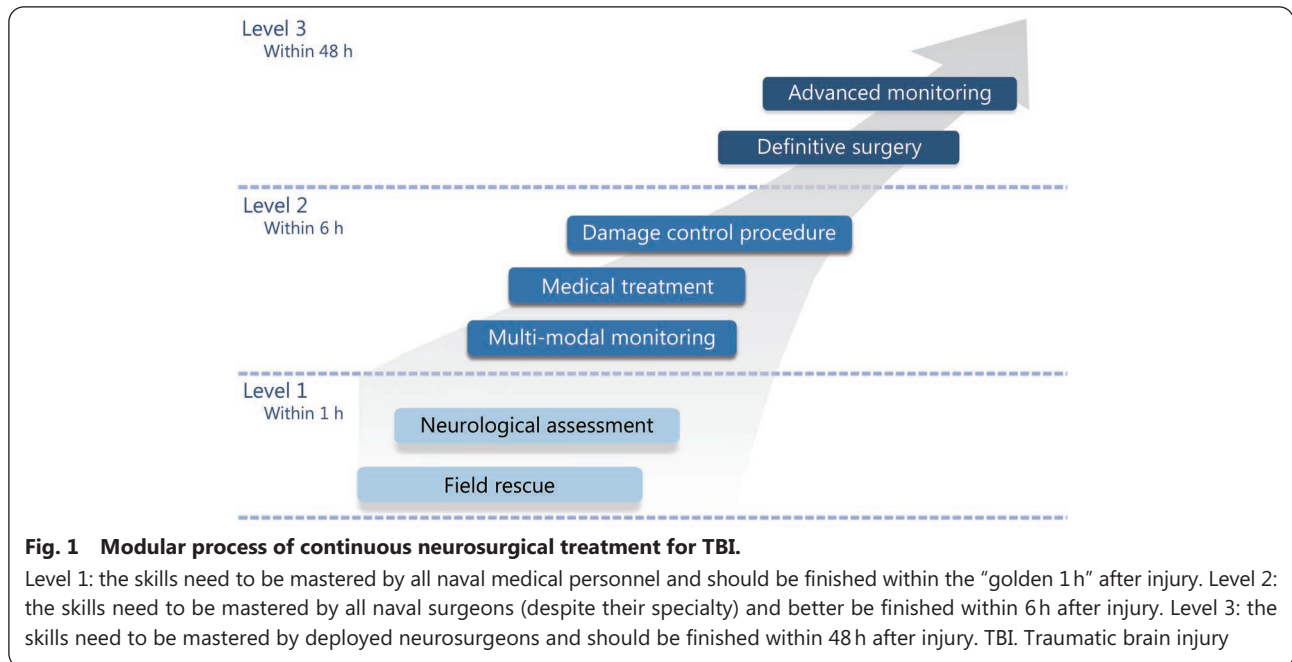 Level 3
Within 48 h
Advanced monitoring
Definitive surgery
Level 2
Within 6 h
Damage control procedure
Medical treatment
Multi-modal monitoring
Level 1
Within 1 h
Neurological assessment
Field rescue
Fig. 1 Modular process of continuous neurosurgical treatment for TBI.
Level 1: the skills need to be mastered by all naval medical personnel and should be finished within the “golden 1 h” after injury. Level 2:
the skills need to be mastered by all naval surgeons (despite their specialty) and better be finished within 6 h after injury. Level 3: the
skills need to be mastered by deployed neurosurgeons and should be finished within 48 h after injury. TBI. Traumatic brain injury